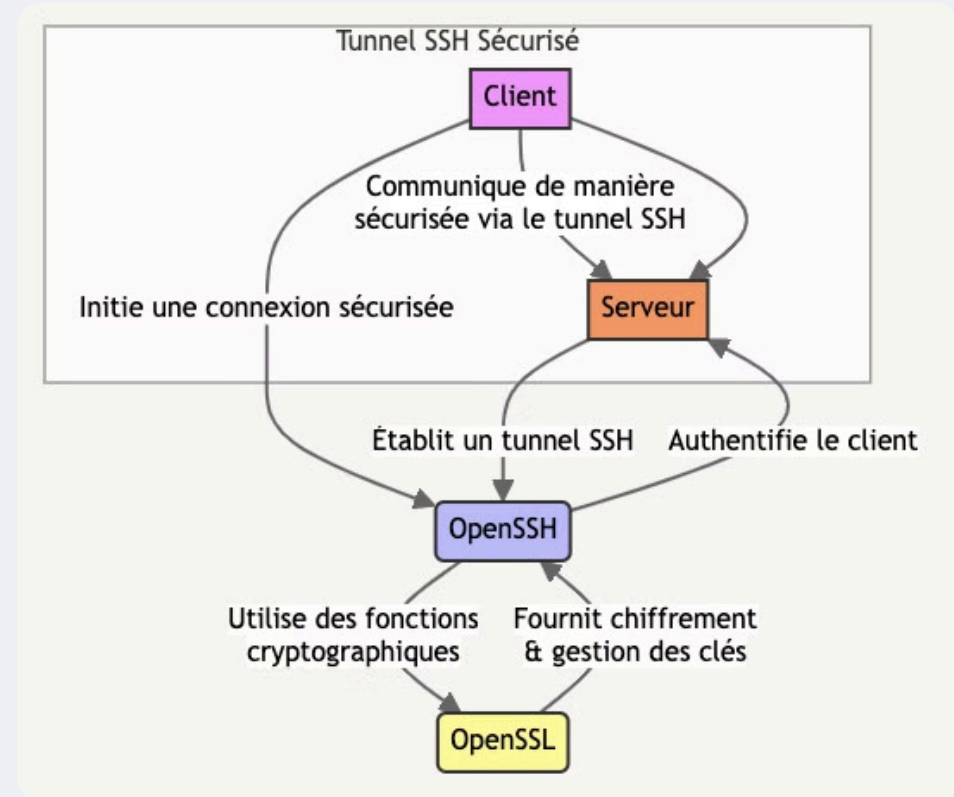 Tunnel SSH Sécurisé
Client
Communique de manière
sécurisée via le tunnel SSH
Initie une connexion sécurisée
Serveur
Établit un tunnel SSH
Authentifie le client
OpenSSH
Utilise des fonctions
cryptographiques
Fournit chiffrement
& gestion des clés
OpenSSL